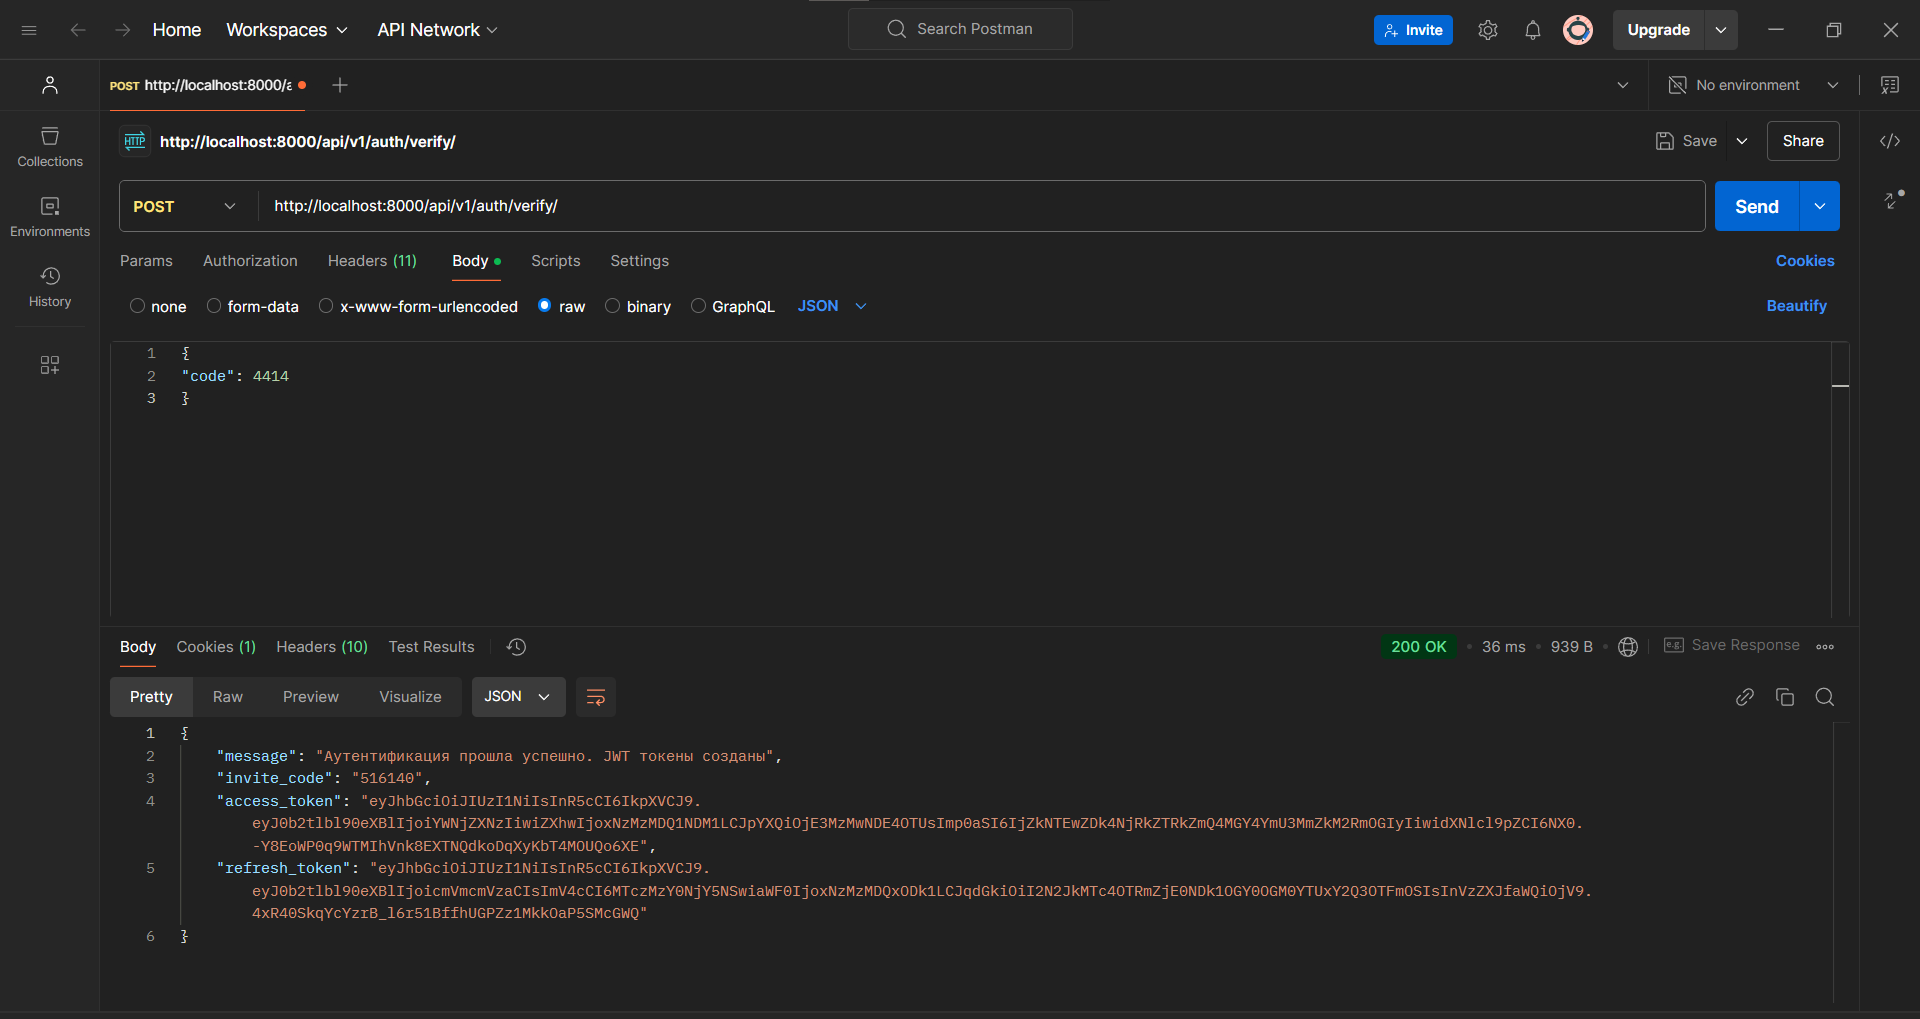 Home Workspaces API Network Search Postman Invite Upgrade
POST http://localhost:8000/a No environment
Collections
Environments
History
HTTP http://localhost:8000/api/v1/auth/verify/ Save Share
POST http://localhost:8000/api/v1/auth/verify/ Send
Params Authorization Headers (11) Body Scripts Settings Cookies
none form-data x-www-form-urlencoded raw binary GraphQL JSON Beautify
1 {
2 "code": 4414
3 }
Body Cookies (1) Headers (10) Test Results 200 OK 36 ms 939 B e.g. Save Response
Pretty Raw Preview Visualize JSON
1 {
2 "message": "Аутентификация прошла успешно. JWT токены созданы",
3 "invite_code": "516140",
4 "access_token": "eyJhbGciOiJIUzI1NiIsInR5cCI6IkpXVCJ9.
eyJ0b2tlbl90eXBlIjoiYWNjZXNzIiwiZXhwIjoxNzMzMDQ1NDM1LCJpYXQiOjE3MzMwNDE4OTUsImp0aSI6IjZkNTEwZDk4NjRkZTRkZmQ4MGY4YmU3MmZkM2RmOGIyIiwidXNlcl9pZCI6NX0.
-Y8EoWP0q9WTMIhVnk8EXTNQdkoDqXyKbT4MOUQo6XE",
5 "refresh_token": "eyJhbGciOiJIUzI1NiIsInR5cCI6IkpXVCJ9.
eyJ0b2tlbl90eXBlIjoicmVmcmVzaCIsImV4cCI6MTczMzY0NjY5NSwiaWF0IjoxNzMzMDQxODk1LCJqdGkiOiI2N2JkMTc4OTRmZjE0NDk1OGY0OGM0YTUxY2Q3OTFmOSIsInVzZXJfaWQiOjV9.
4xR40SkqYcYzrB_l6r51BffhUGPZz1MkkOaP5SMcGWQ"
6 }